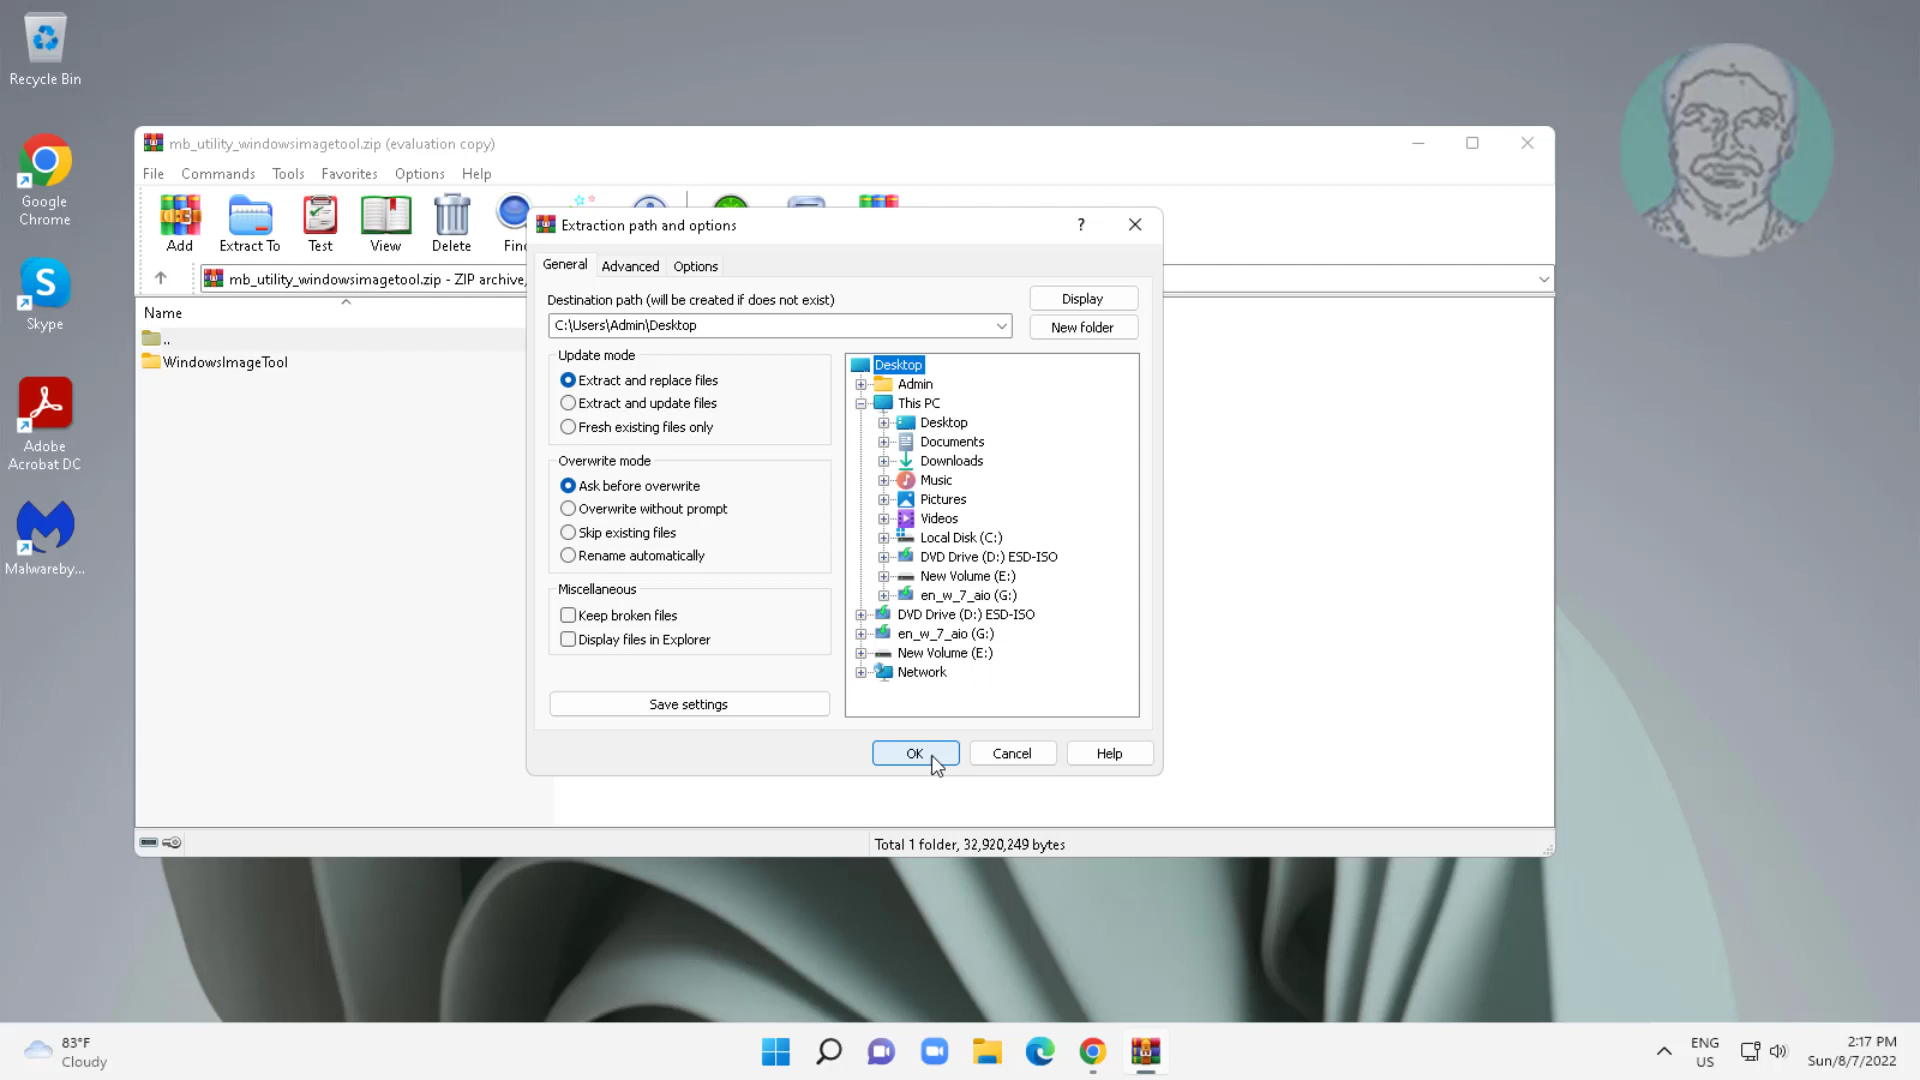 Recycle Bin
Google
Chrome
Skype
Adobe
Acrobat DC
Malwareby...
mb_utility_windowsimagetool.zip (evaluation copy)
File Commands Tools Favorites Options Help
Add Extract To Test View Delete Find
mb_utility_windowsimagetool.zip - ZIP archive,
Name
..
WindowsImageTool
Extraction path and options
?
General Advanced Options
Destination path (will be created if does not exist)
C:\Users\Admin\Desktop
Display
New folder
Update mode
Extract and replace files
Extract and update files
Fresh existing files only
Overwrite mode
Ask before overwrite
Overwrite without prompt
Skip existing files
Rename automatically
Miscellaneous
Keep broken files
Display files in Explorer
Save settings
Desktop
Admin
This PC
Desktop
Documents
Downloads
Music
Pictures
Videos
Local Disk (C:)
DVD Drive (D:) ESD-ISO
New Volume (E:)
en_w_7_aio (G:)
DVD Drive (D:) ESD-ISO
en_w_7_aio (G:)
New Volume (E:)
Network
OK Cancel Help
Total 1 folder, 32,920,249 bytes
83°F
Cloudy
ENG
US
2:17 PM
Sun/8/7/2022